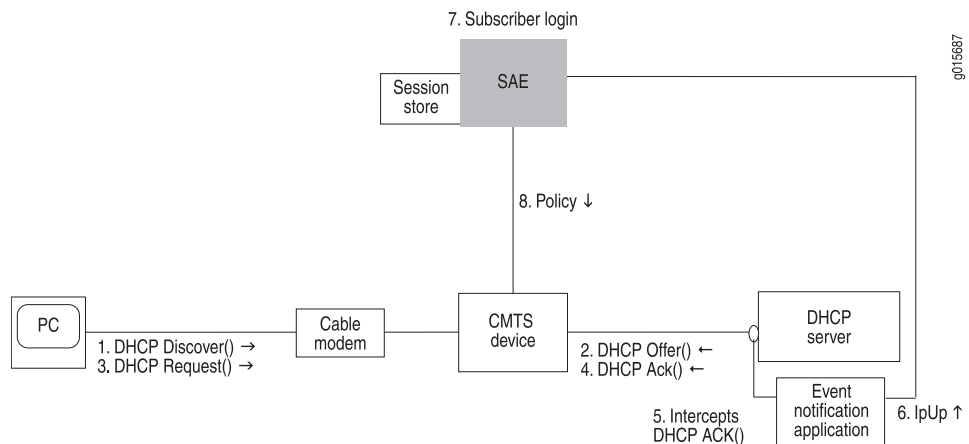 7. Subscriber login
g015687
Session
store
SAE
8. Policy ↓
PC
Cable
modem
CMTS
device
DHCP
server
1. DHCP Discover() →
3. DHCP Request() →
2. DHCP Offer() ←
4. DHCP Ack() ←
5. Intercepts
DHCP ACK()
Event
notification
application
6. IpUp ↑